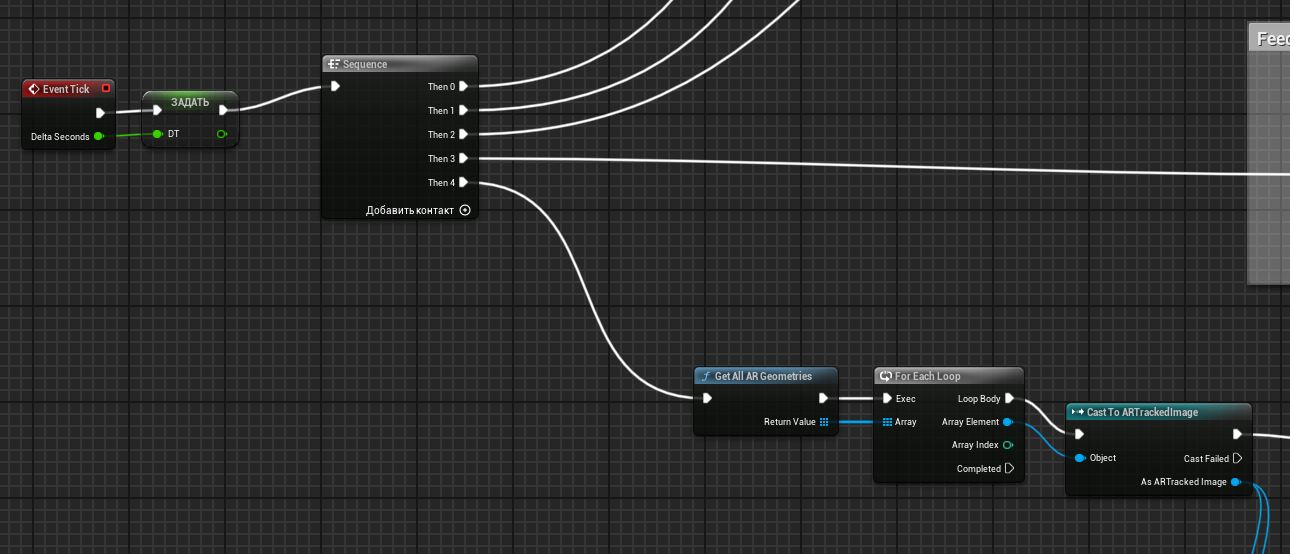 Feed
Event Tick
Delta Seconds
ЗАДАТЬ
DT
Sequence
Then 0
Then 1
Then 2
Then 3
Then 4
Добавить контакт
Get All AR Geometries
Return Value
For Each Loop
Exec
Loop Body
Array
Array Element
Array Index
Completed
Cast To ARTrackedImage
Object
Cast Failed
As ARTracked Image